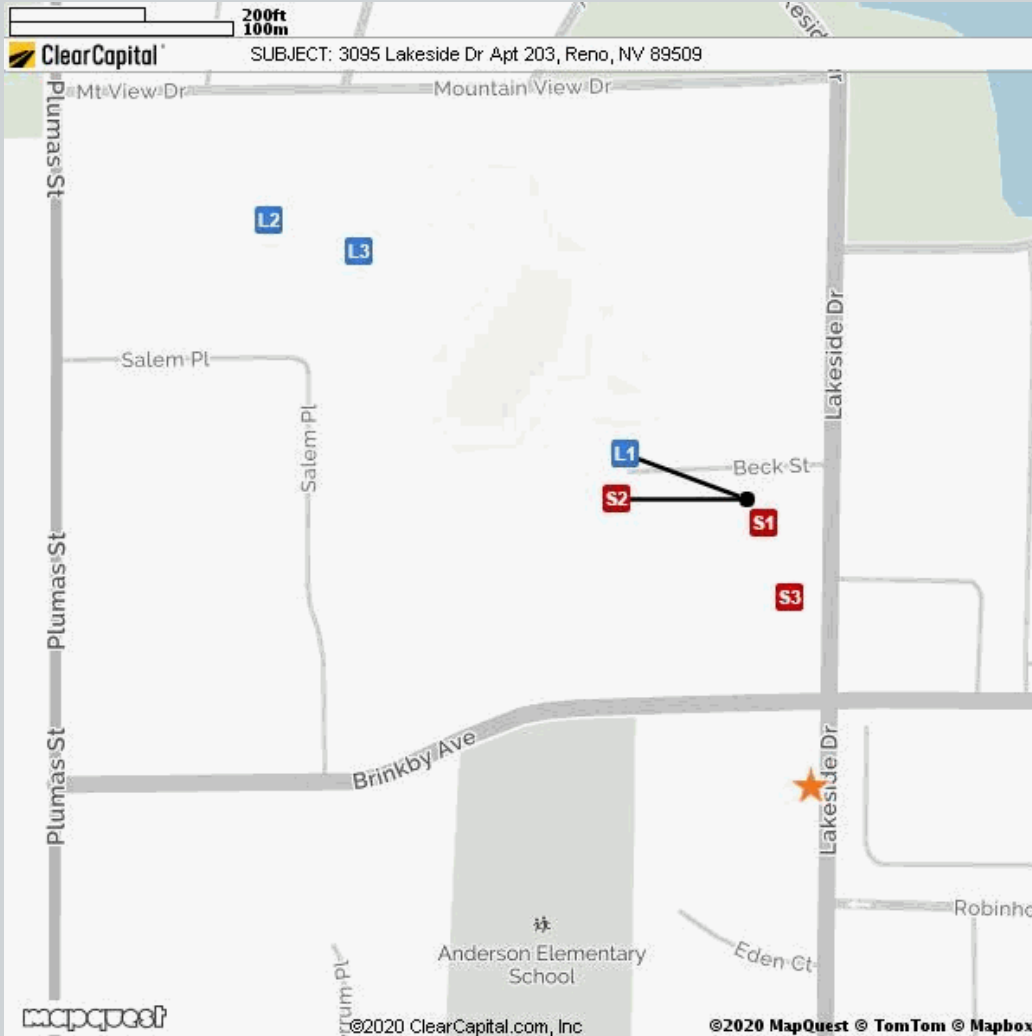 200ft
100m
ClearCapital
SUBJECT: 3095 Lakeside Dr Apt 203, Reno, NV 89509
Mt View Dr
Mountain View Dr
Plumas St
L2
L3
Salem Pl
Lakeside Dr
Salem Pl
L1
Beck St
S2
S1
S3
Plumas St
Brinkby Ave
Plumas St
Lakeside Dr
Robinho
Anderson Elementary
School
Eden Ct
rrum Pl
mapquest
©2020 ClearCapital.com, Inc
©2020 MapQuest © TomTom © Mapbox